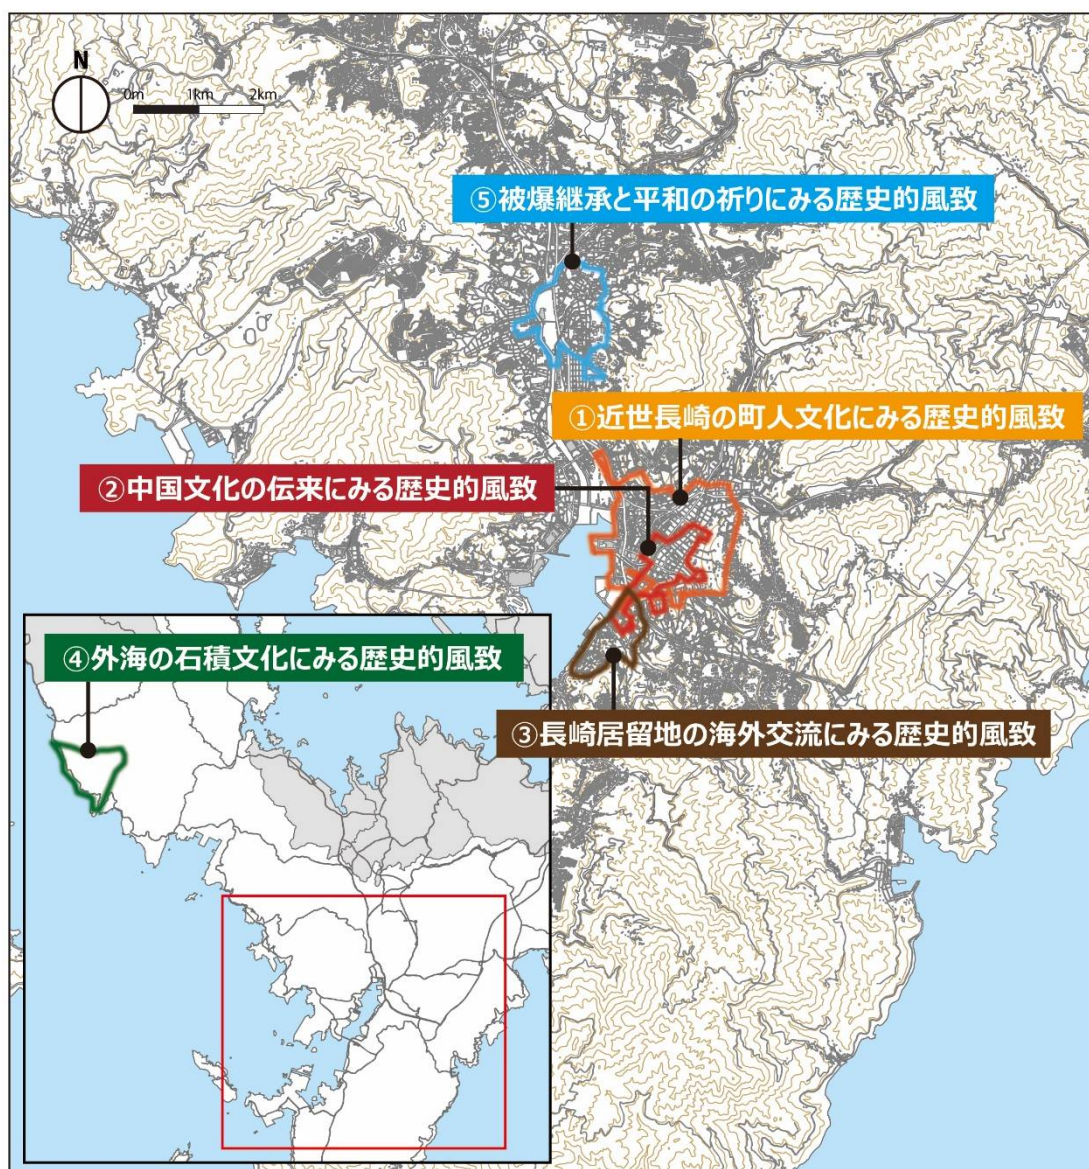 N
0m 1km 2km
⑤被爆継承と平和の祈りにみる歴史的風致
①近世長崎の町人文化にみる歴史的風致
②中国文化の伝来にみる歴史的風致
④外海の石積文化にみる歴史的風致
③長崎居留地の海外交流にみる歴史的風致